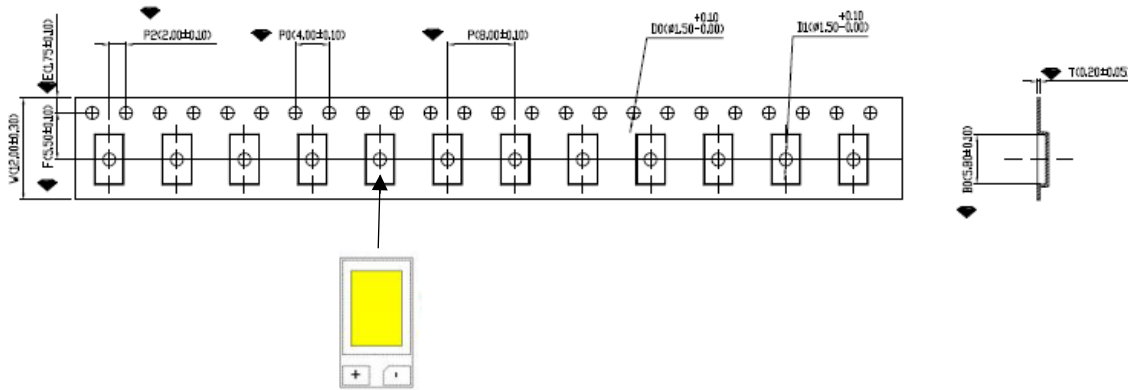 P2(2.00±0.10)
P0(4.00±0.10)
P(8.00±0.10)
+0.10
D0(ø1.50-0.00)
+0.10
D1(ø1.50-0.00)
T(0.20±0.05)
E(1.75±0.10)
F(5.50±0.10)
W(12.00±0.30)
B0(5.80±0.10)
+ -